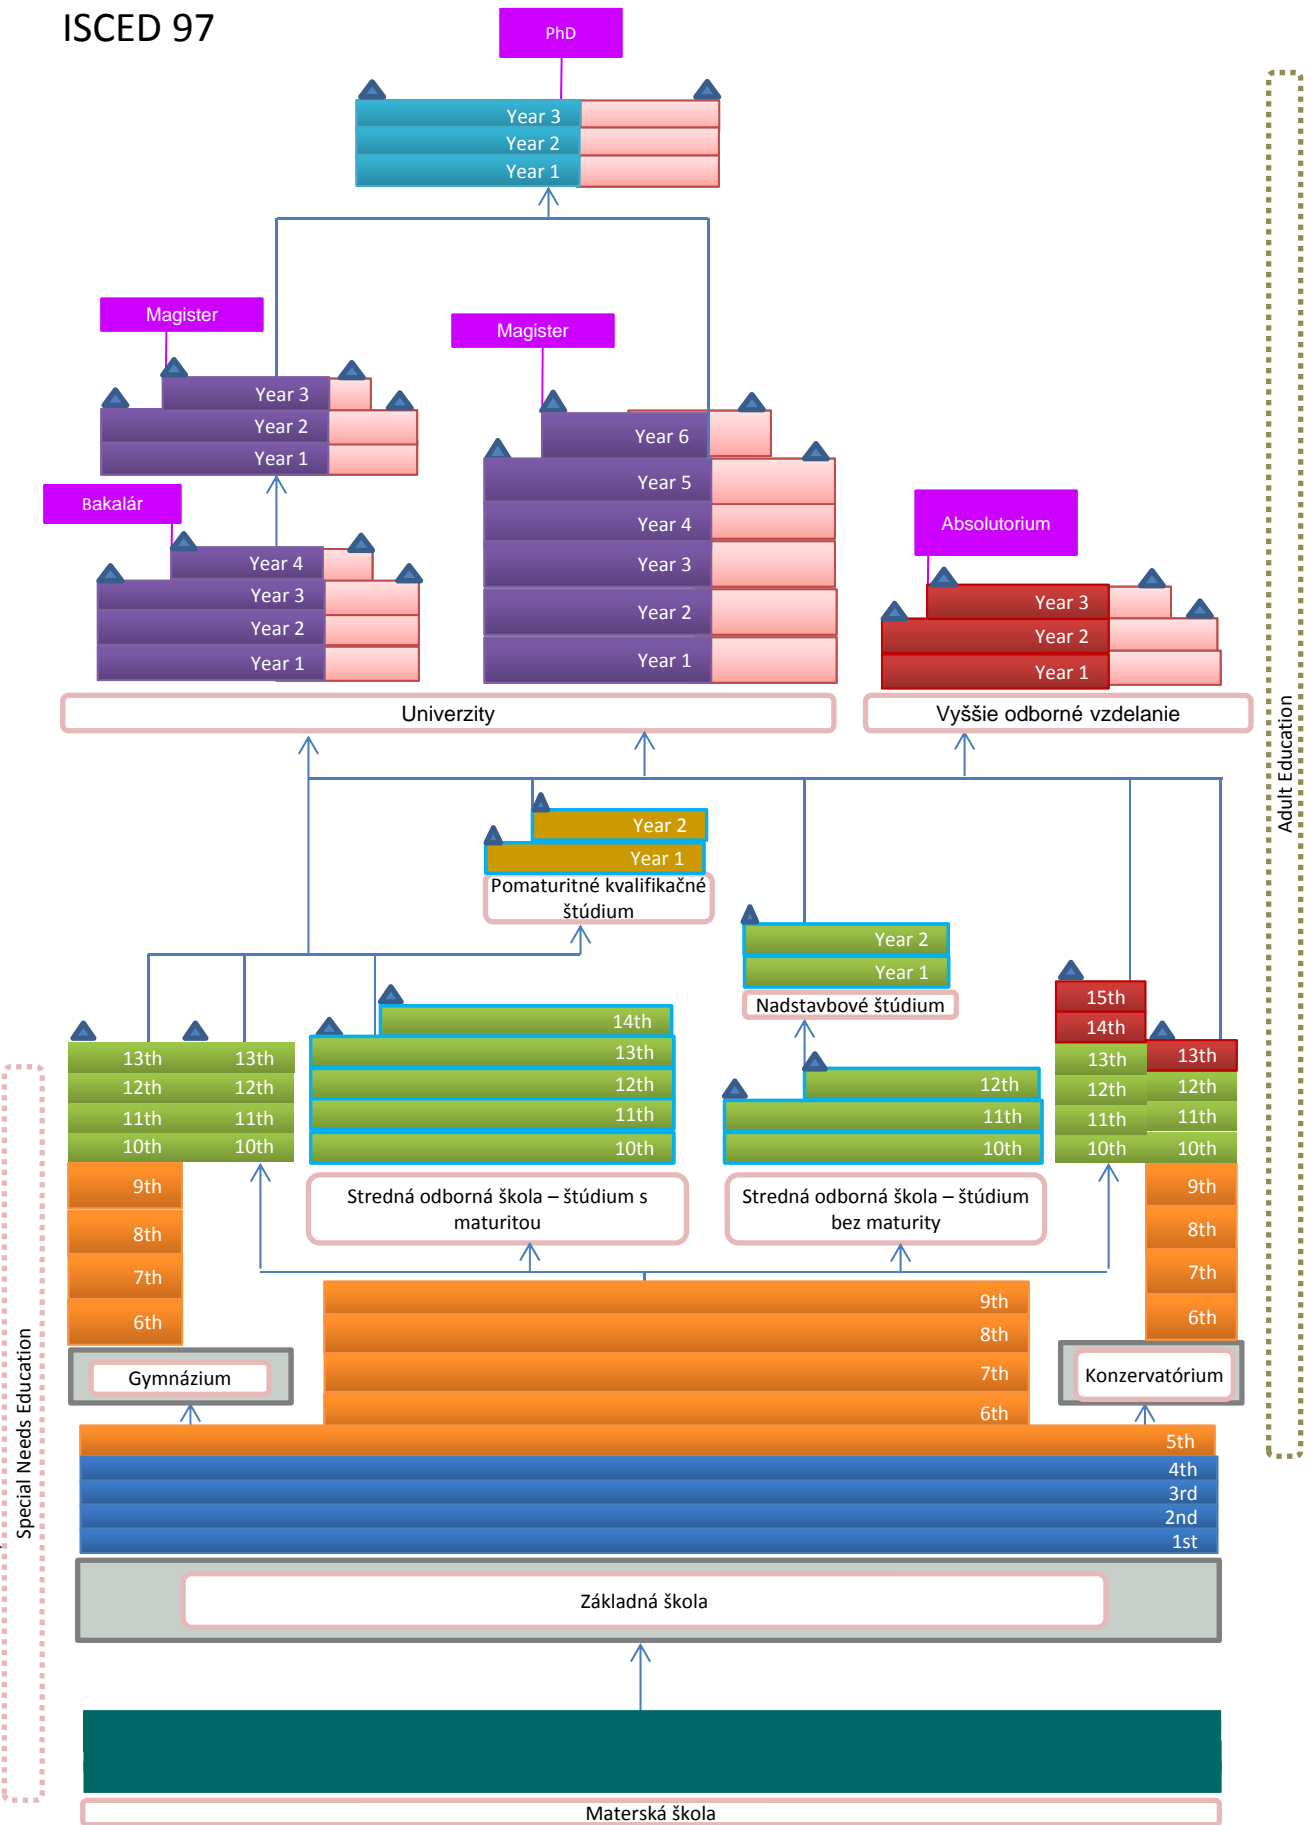 ISCED 97
PhD
Year 3
Year 2
Year 1
Magister
Year 3
Year 2
Year 1
Bakalár
Year 4
Year 3
Year 2
Year 1
Magister
Year 6
Year 5
Year 4
Year 3
Year 2
Year 1
Absolutorium
Year 3
Year 2
Year 1
Univerzity
Vyššie odborné vzdelanie
Adult Education
Year 2
Year 1
Pomaturitné kvalifikačné
štúdium
Year 2
Year 1
Nadstavbové štúdium
13th 13th
12th 12th
11th 11th
10th 10th
9th
8th
7th
6th
Gymnázium
14th
13th
12th
11th
10th
Stredná odborná škola – štúdium s
maturitou
12th
11th
10th
Stredná odborná škola – štúdium
bez maturity
15th
14th
13th 13th
12th 12th
11th 11th
10th 10th
9th
8th
7th
6th
Konzervatórium
9th
8th
7th
6th
5th
4th
3rd
2nd
1st
Special Needs Education
Základná škola
Materská škola